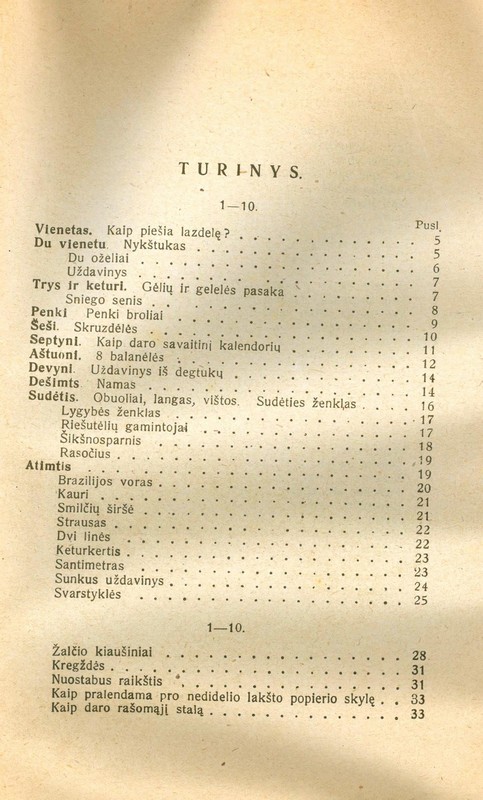 TURINYS.
1—10.
Pusl.
Vienetas. Kaip piešia lazdelę? . . . . . . . . . 5
Du vienetu. Nykštukas . . . . . . . . . . 5
Du oželiai . . . . . . . . . . . . 6
Uždavinys . . . . . . . . . . . . 7
Trys ir keturi. Gėlių ir gelelės pasaka . . . . . . 7
Sniego senis . . . . . . . . . . . 8
Penki Penki broliai . . . . . . . . . . . 9
Šeši. Skruzdėlės . . . . . . . . . . . . 10
Septyni. Kaip daro savaitinį kalendorių . . . . . . 11
Aštuoni. 8 balanėlės . . . . . . . . . . . 12
Devyni. Uždavinys iš degtukų . . . . . . . . 14
Dešimts Namas . . . . . . . . . . . . 14
Sudėtis. Obuoliai, langas, vištos. Sudėties ženklas . . . 16
Lygybės ženklas . . . . . . . . . . 17
Riešutėlių gamintojai . . . . . . . . . 17
Šikšnosparnis . . . . . . . . . . . 18
Rasočius . . . . . . . . . . . . 19
Atimtis . . . . . . . . . . . . . . 19
Brazilijos voras . . . . . . . . . . . 20
Kauri . . . . . . . . . . . . . 21
Smilčių širšė . . . . . . . . . . . 21
Strausas . . . . . . . . . . . . 22
Dvi linės . . . . . . . . . . . . 22
Keturkertis . . . . . . . . . . . . 23
Santimetras . . . . . . . . . . . . 23
Sunkus uždavinys . . . . . . . . . . 24
Svarstyklės . . . . . . . . . . . . 25
1—10.
Žalčio kiaušiniai . . . . . . . . . . . 28
Kregždės . . . . . . . . . . . . . 31
Nuostabus raikštis . . . . . . . . . . 31
Kaip pralendama pro nedidelio lakšto popierio skylę . . 33
Kaip daro rašomąjį stalą . . . . . . . . . 33